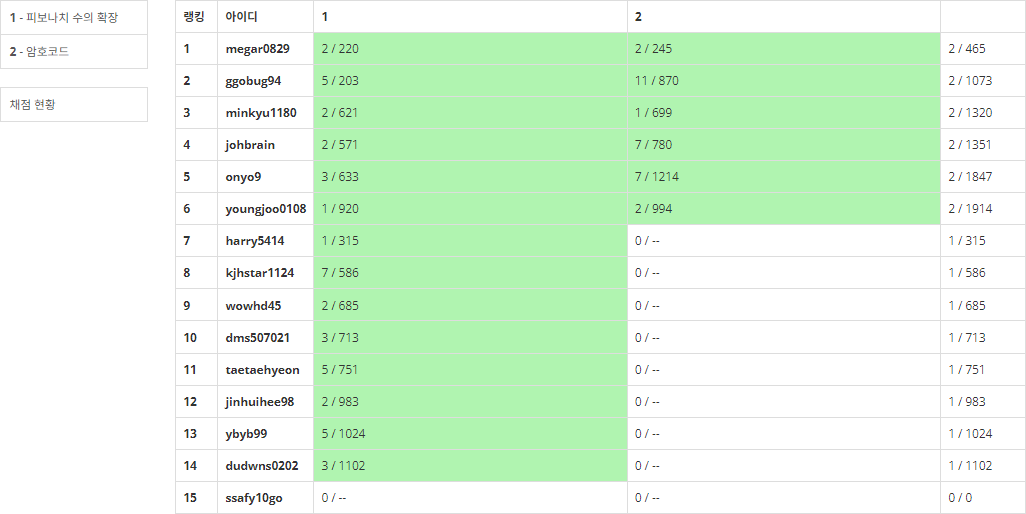 1 - 피보나치 수의 확장
2 - 암호코드
채점 현황
랭킹 아이디 1 2
1 megar0829 2 / 220 2 / 245 2 / 465
2 ggobug94 5 / 203 11 / 870 2 / 1073
3 minkyu1180 2 / 621 1 / 699 2 / 1320
4 johbrain 2 / 571 7 / 780 2 / 1351
5 onyo9 3 / 633 7 / 1214 2 / 1847
6 youngjoo0108 1 / 920 2 / 994 2 / 1914
7 harry5414 1 / 315 0 / -- 1 / 315
8 kjhstar1124 7 / 586 0 / -- 1 / 586
9 wowhd45 2 / 685 0 / -- 1 / 685
10 dms507021 3 / 713 0 / -- 1 / 713
11 taetaehyeon 5 / 751 0 / -- 1 / 751
12 jinhuihee98 2 / 983 0 / -- 1 / 983
13 ybyb99 5 / 1024 0 / -- 1 / 1024
14 dudwns0202 3 / 1102 0 / -- 1 / 1102
15 ssafy10go 0 / -- 0 / -- 0 / 0